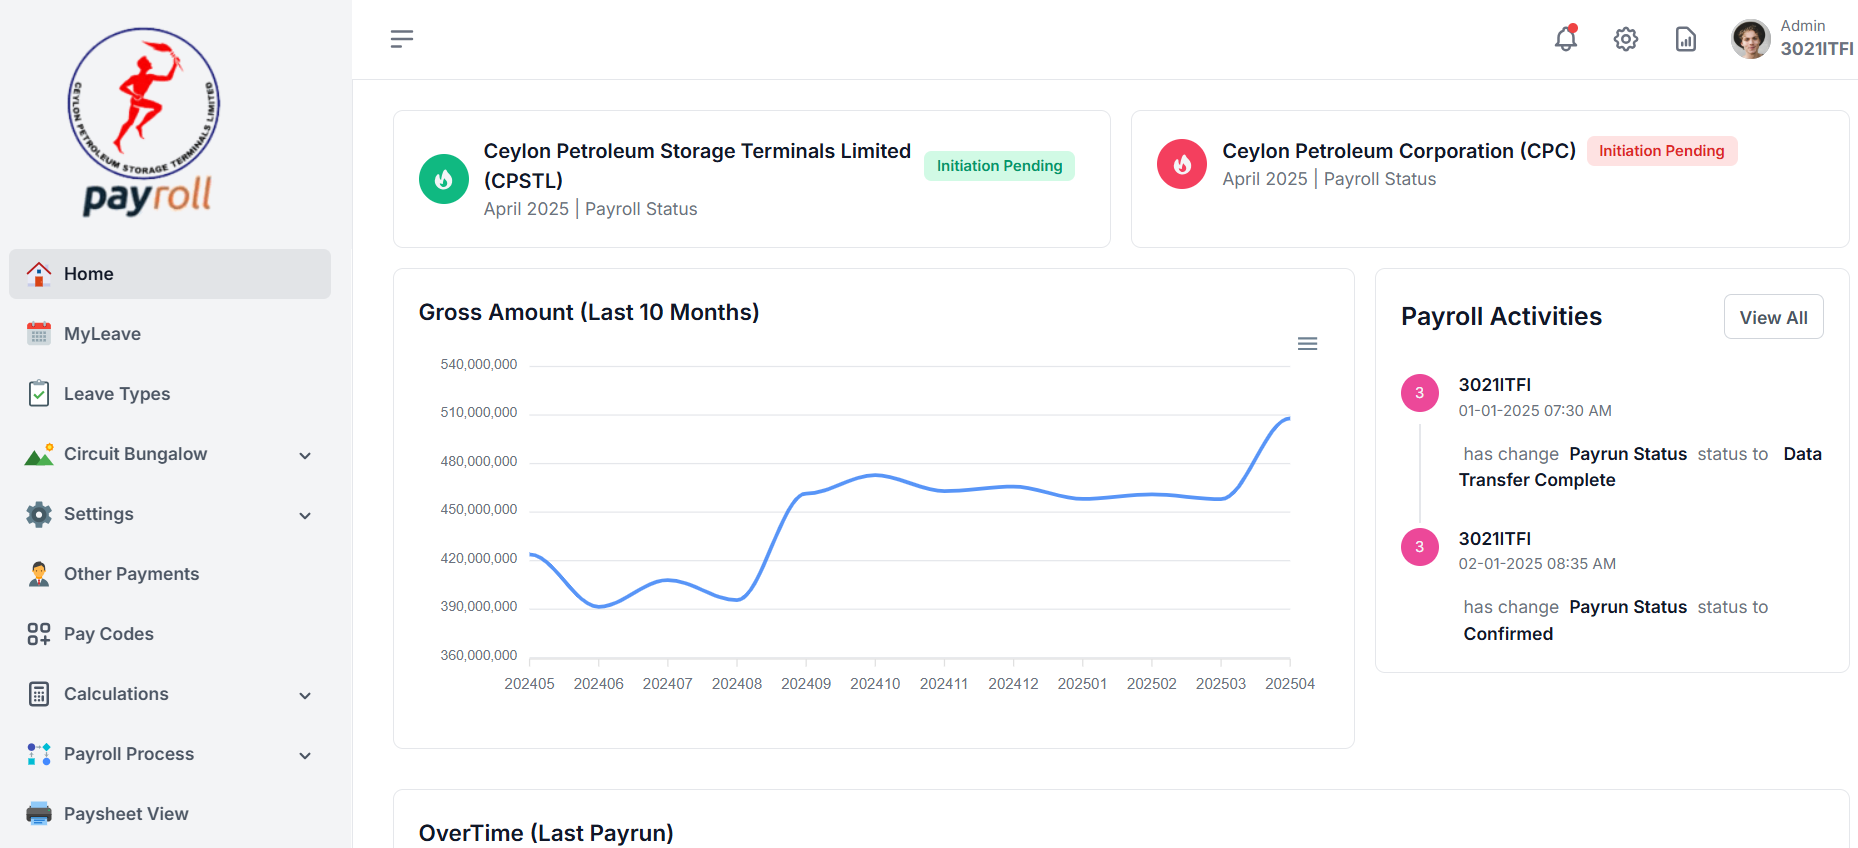 CEYLON PETROLEUM STORAGE TERMINALS LIMITED
payroll
Home
MyLeave
Leave Types
Circuit Bungalow
Settings
Other Payments
Pay Codes
Calculations
Payroll Process
Paysheet View
Admin
3021ITFI
Ceylon Petroleum Storage Terminals Limited
(CPSTL)
Initiation Pending
April 2025 | Payroll Status
Ceylon Petroleum Corporation (CPC)
Initiation Pending
April 2025 | Payroll Status
Gross Amount (Last 10 Months)
540,000,000
510,000,000
480,000,000
450,000,000
420,000,000
390,000,000
360,000,000
202405 202406 202407 202408 202409 202410 202411 202412 202501 202502 202503 202504
Payroll Activities
View All
3
3021ITFI
01-01-2025 07:30 AM
has change Payrun Status status to Data
Transfer Complete
3
3021ITFI
02-01-2025 08:35 AM
has change Payrun Status status to
Confirmed
OverTime (Last Payrun)